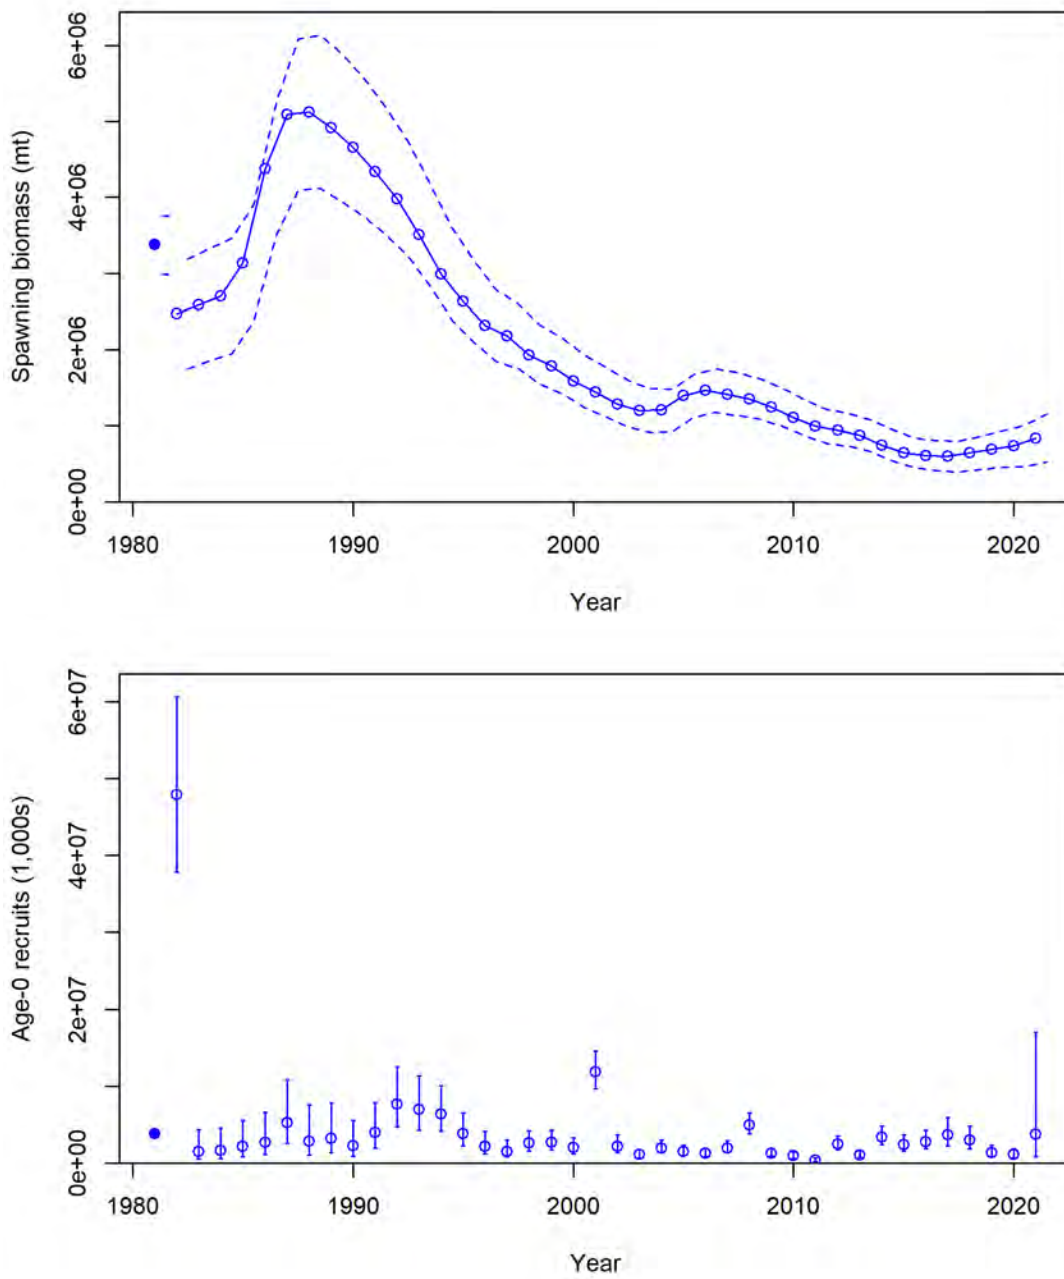 Spawning biomass (mt)
6e+06
4e+06
2e+06
0e+00
1980 1990 2000 2010 2020
Year
Age-0 recruits (1,000s)
6e+07
4e+07
2e+07
0e+00
1980 1990 2000 2010 2020
Year